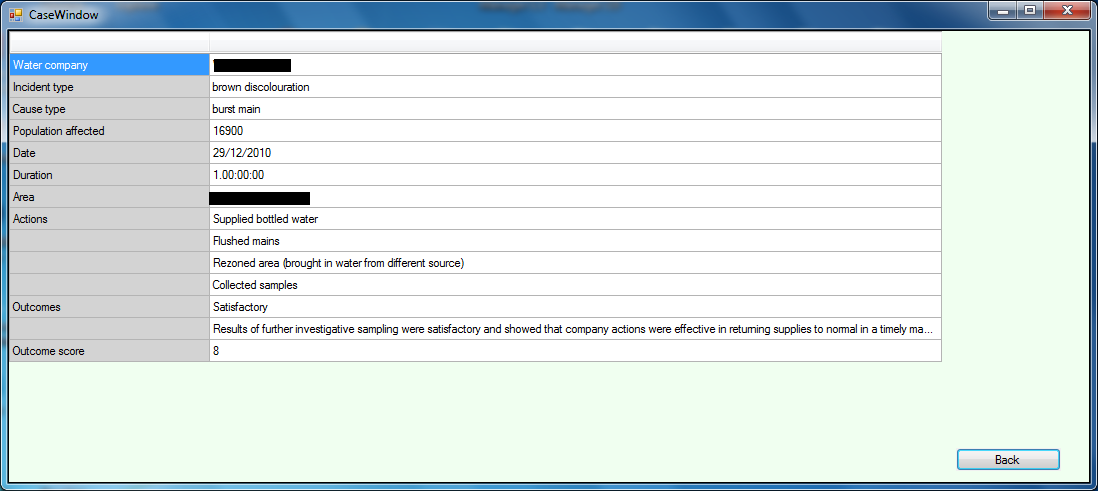 CaseWindow
Water company
Incident type brown discolouration
Cause type burst main
Population affected 16900
Date 29/12/2010
Duration 1.00:00:00
Area
Actions Supplied bottled water
Flushed mains
Rezoned area (brought in water from different source)
Collected samples
Outcomes Satisfactory
Results of further investigative sampling were satisfactory and showed that company actions were effective in returning supplies to normal in a timely ma...
Outcome score 8
Back